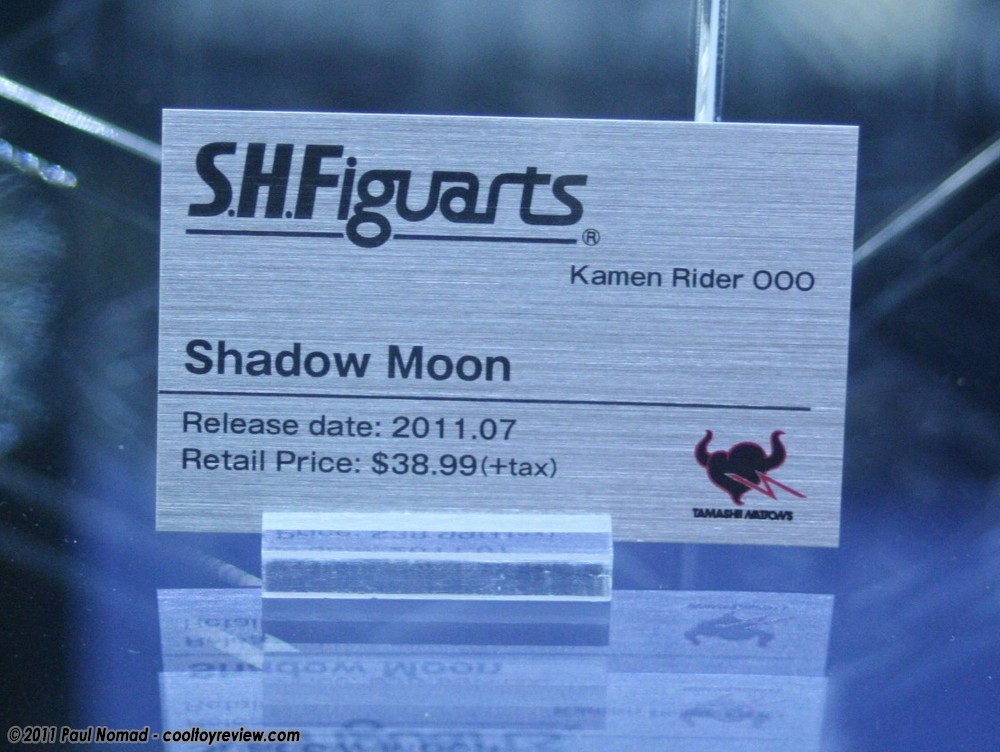 S.H.Figuarts®
Kamen Rider OOO
Shadow Moon
Release date: 2011.07
Retail Price: $38.99(+tax)
TAMASHII NATIONS
©2011 Paul Nomad - cooltoyreview.com